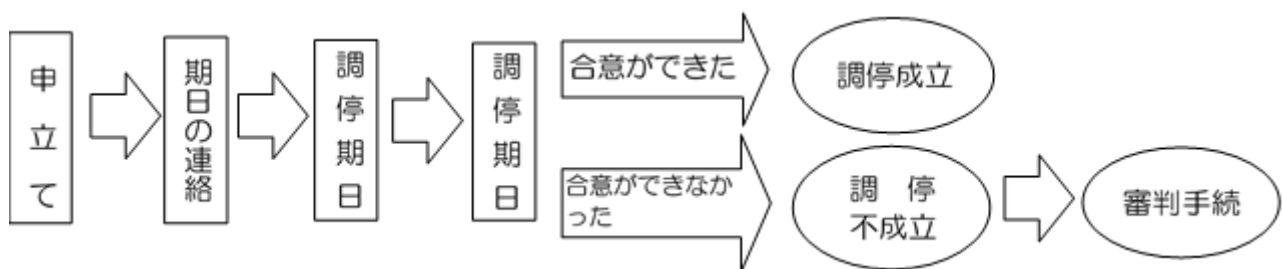 申立て
期日の連絡
調停期日
調停期日
合意ができた
調停成立
合意ができなか
った
調　停
不成立
審判手続